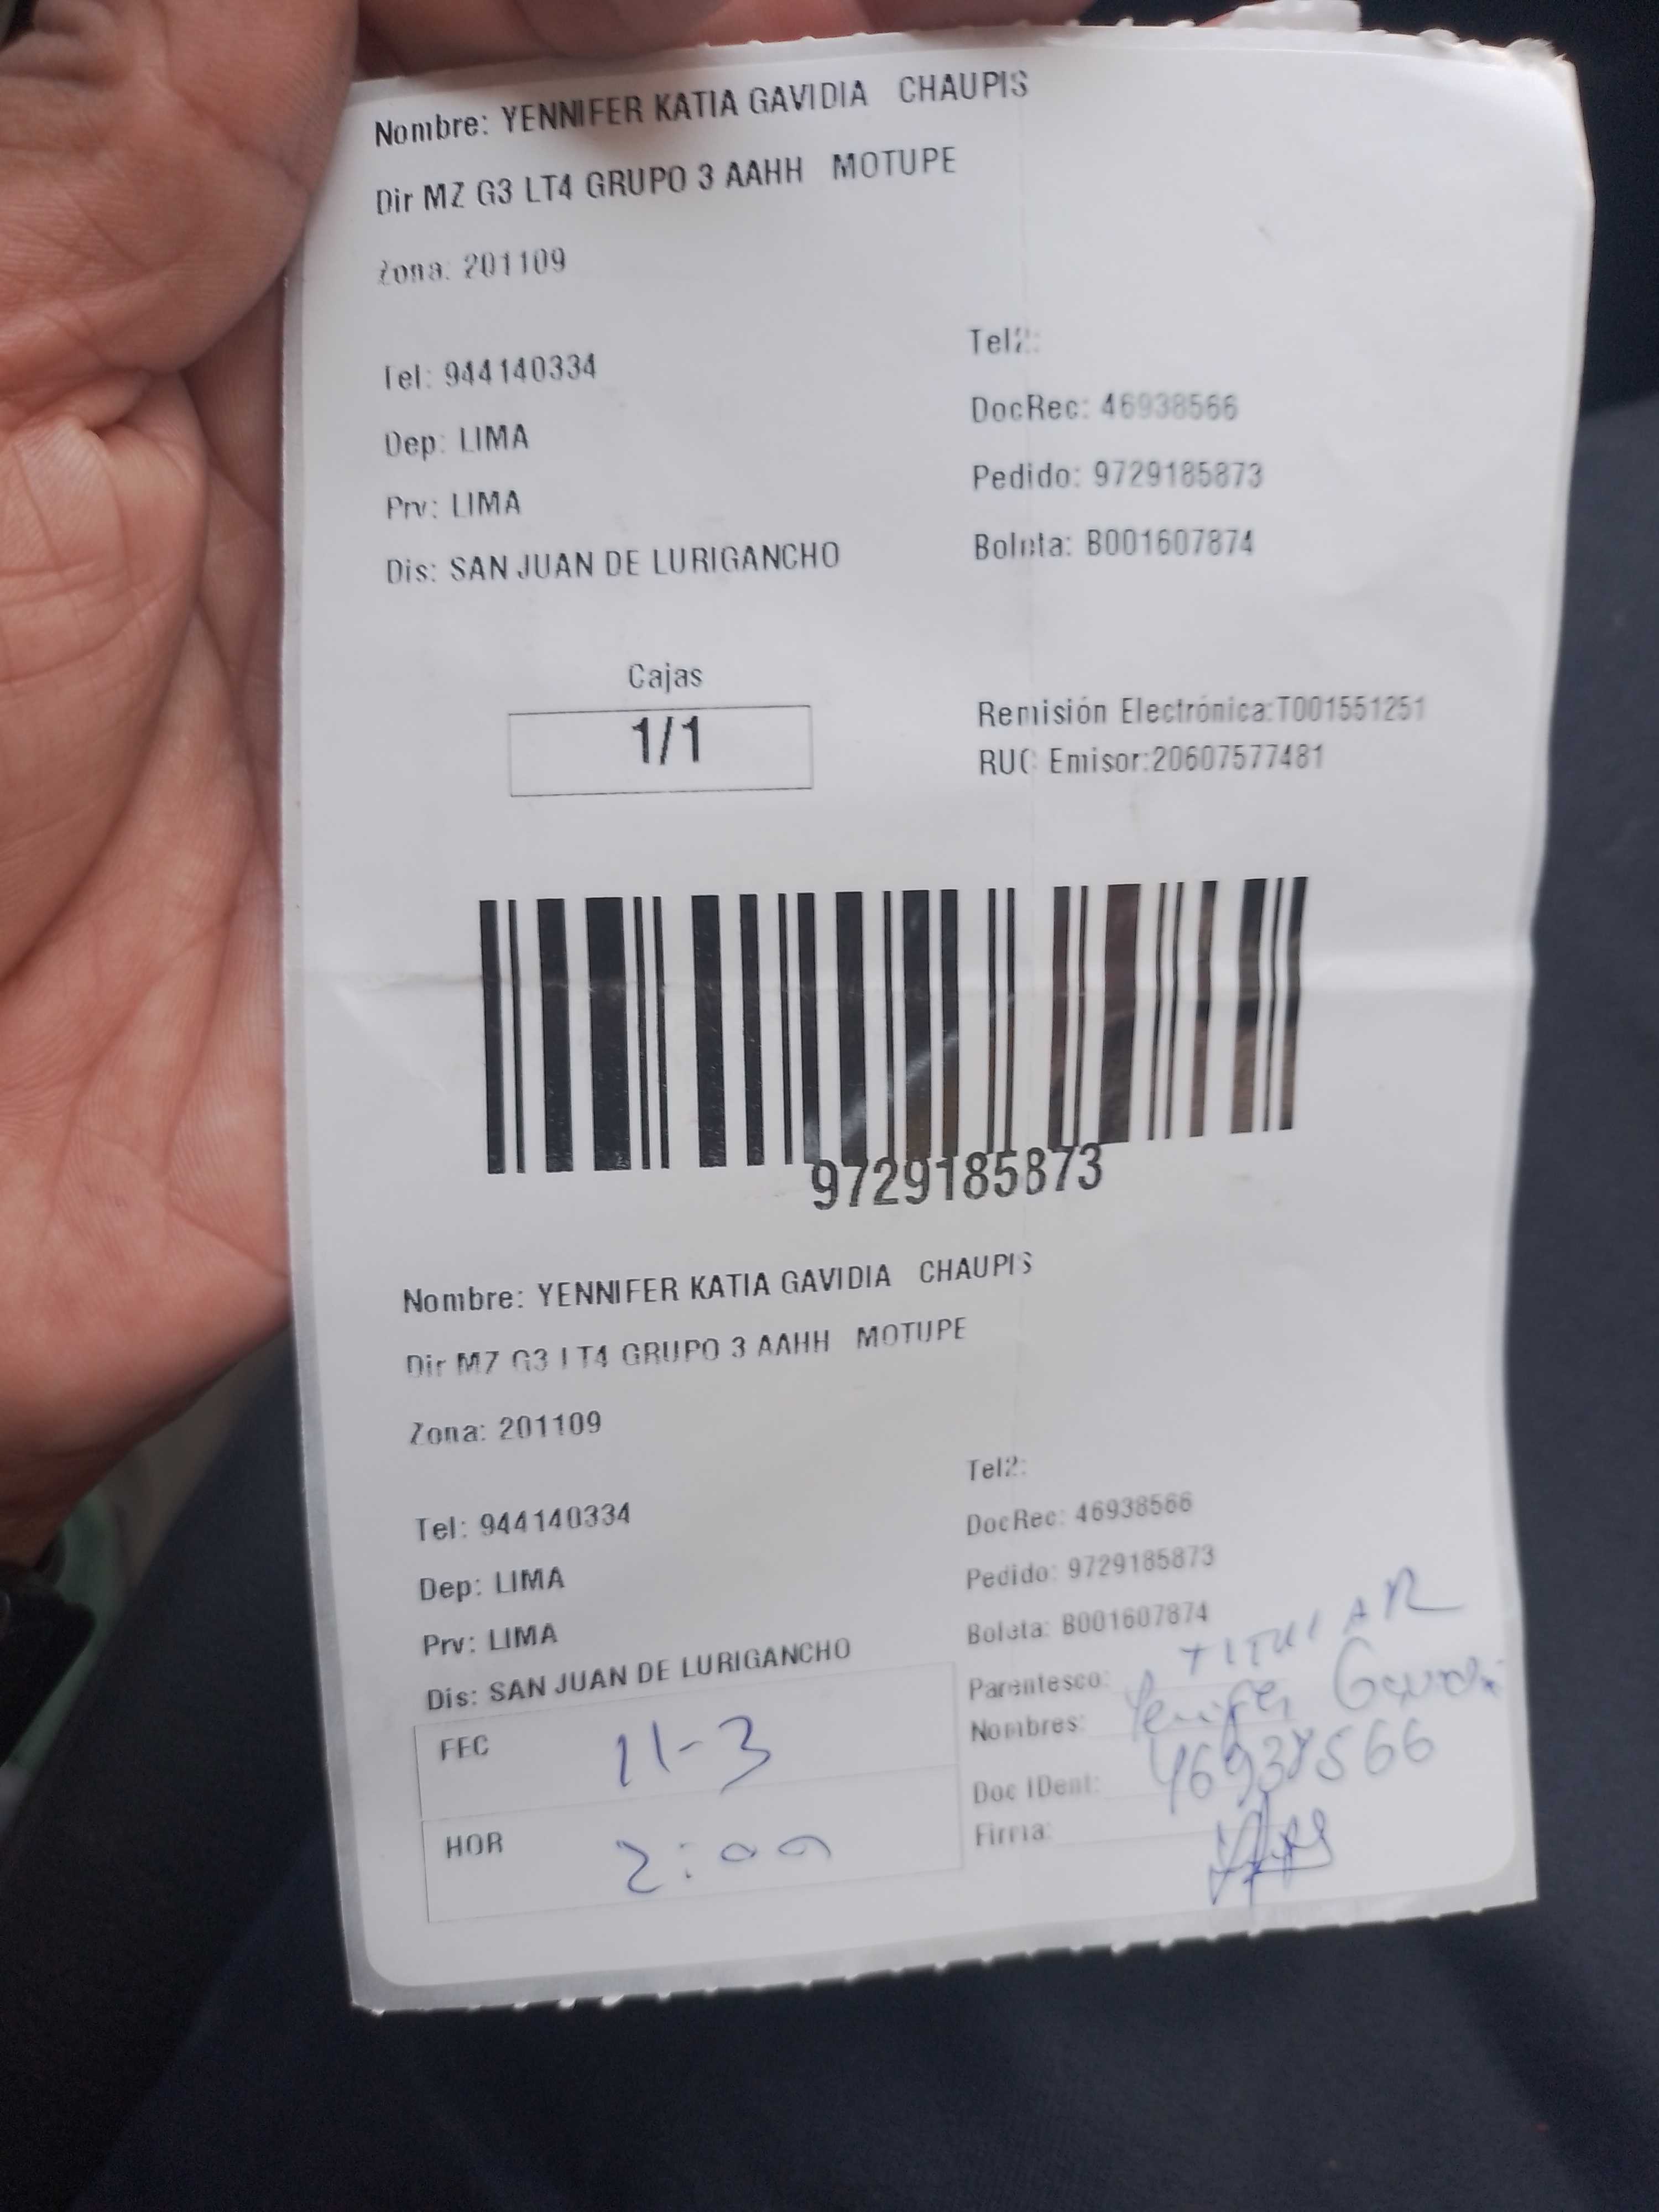 Nombre: YENNIFER KATIA GAVIDIA CHAUPIS
Dir MZ G3 LT4 GRUPO 3 AAHH MOTUPE
Zona: 201109
Tel: 944140334
Tel2:
Dep: LIMA
DocRec: 46938566
Prv: LIMA
Pedido: 9729185873
Dis: SAN JUAN DE LURIGANCHO
Boleta: B001607874
Cajas
1/1
Remisión Electrónica:T001551251
RUC Emisor:20607577481
9729185873
Nombre: YENNIFER KATIA GAVIDIA CHAUPIS
Dir MZ G3 LT4 GRUPO 3 AAHH MOTUPE
Zona: 201109
Tel: 944140334
Tel2:
Dep: LIMA
DocRec: 46938566
Prv: LIMA
Pedido: 9729185873
Dis: SAN JUAN DE LURIGANCHO
Boleta: B001607874
FEC 11-3
HOR 2:00
Parentesco: TITULAR
Nombres: Yenifer
Doc IDent: 46938566
Firma: